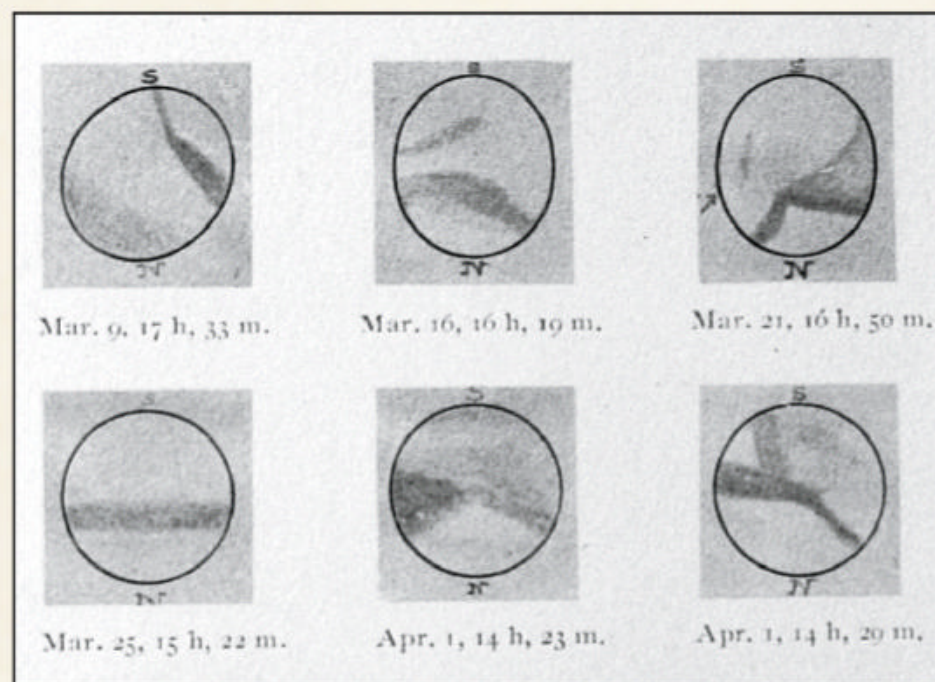 S S S
N N N
Mar. 9, 17 h, 33 m. Mar. 16, 16 h, 19 m. Mar. 21, 16 h, 50 m.
S S S
N N N
Mar. 25, 15 h, 22 m. Apr. 1, 14 h, 23 m. Apr. 1, 14 h, 29 m.